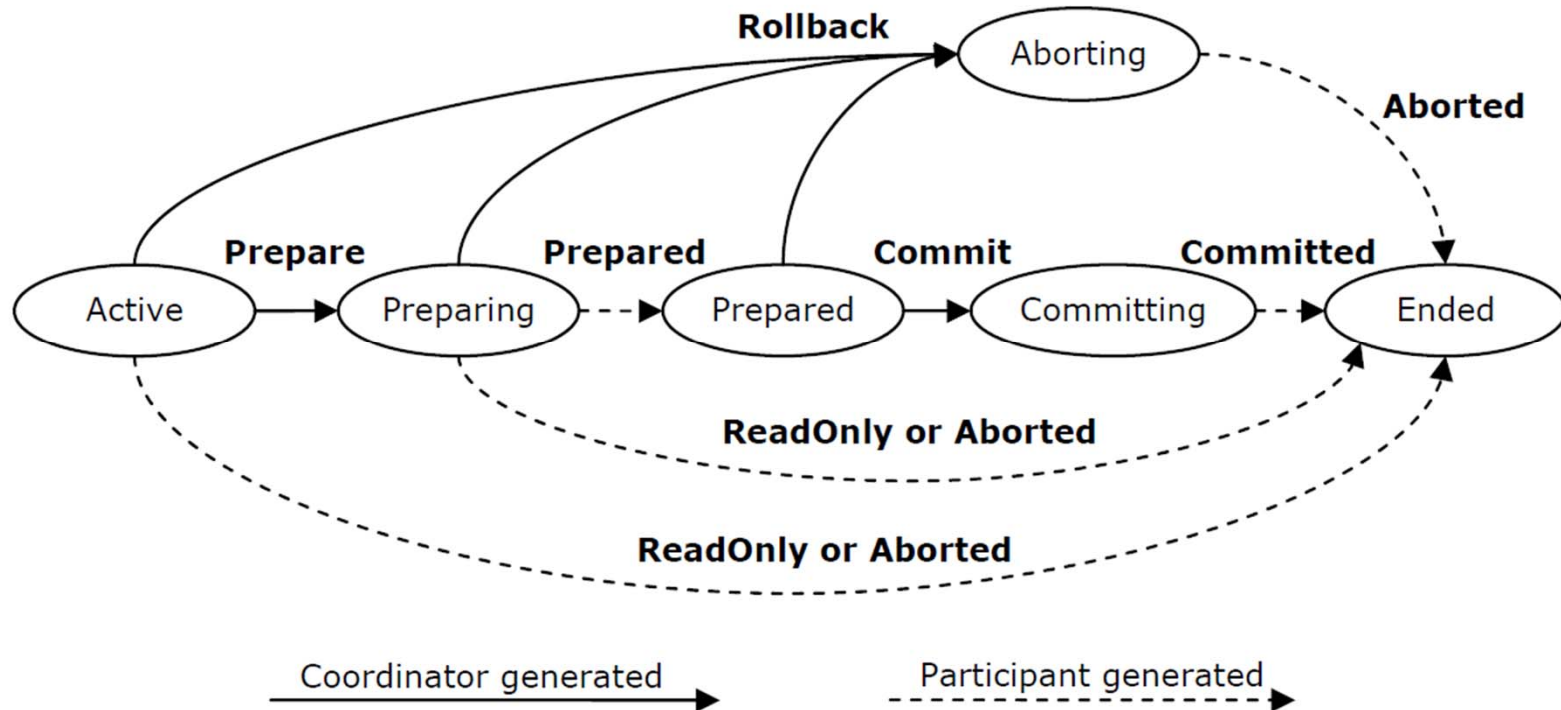 Rollback
Aborting
Aborted
Prepare
Prepared
Commit
Committed
Active
Preparing
Prepared
Committing
Ended
ReadOnly or Aborted
ReadOnly or Aborted
Coordinator generated
Participant generated